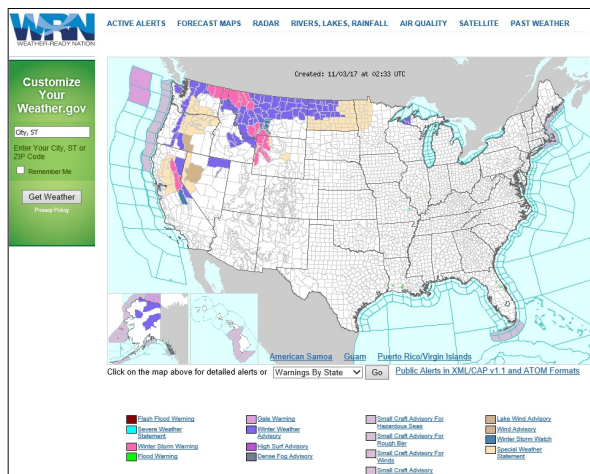 WRN
WEATHER-READY NATION
ACTIVE ALERTS FORECAST MAPS RADAR RIVERS, LAKES, RAINFALL AIR QUALITY SATELLITE PAST WEATHER
Customize
Your
Weather.gov
City, ST
Enter Your City, ST or
ZIP Code
Remember Me
Get Weather
Privacy Policy
Created: 11/03/17 at 02:33 UTC
American Samoa Guam Puerto Rico/Virgin Islands
Click on the map above for detailed alerts or Warnings By State Go Public Alerts in XML/CAP v1.1 and ATOM Formats
Flash Flood Warning
Severe Weather
Statement
Winter Storm Warning
Flood Warning
Gale Warning
Winter Weather
Advisory
High Surf Advisory
Dense Fog Advisory
Small Craft Advisory For
Hazardous Seas
Small Craft Advisory For
Rough Bar
Small Craft Advisory For
Winds
Small Craft Advisory
Lake Wind Advisory
Wind Advisory
Winter Storm Watch
Special Weather
Statement